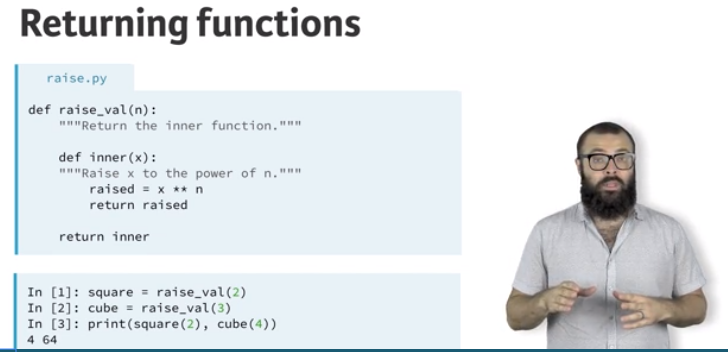 Returning functions
raise.py
def raise_val(n):
    """Return the inner function."""
    def inner(x):
    """Raise x to the power of n."""
        raised = x ** n
        return raised
    return inner
In [1]: square = raise_val(2)
In [2]: cube = raise_val(3)
In [3]: print(square(2), cube(4))
4 64